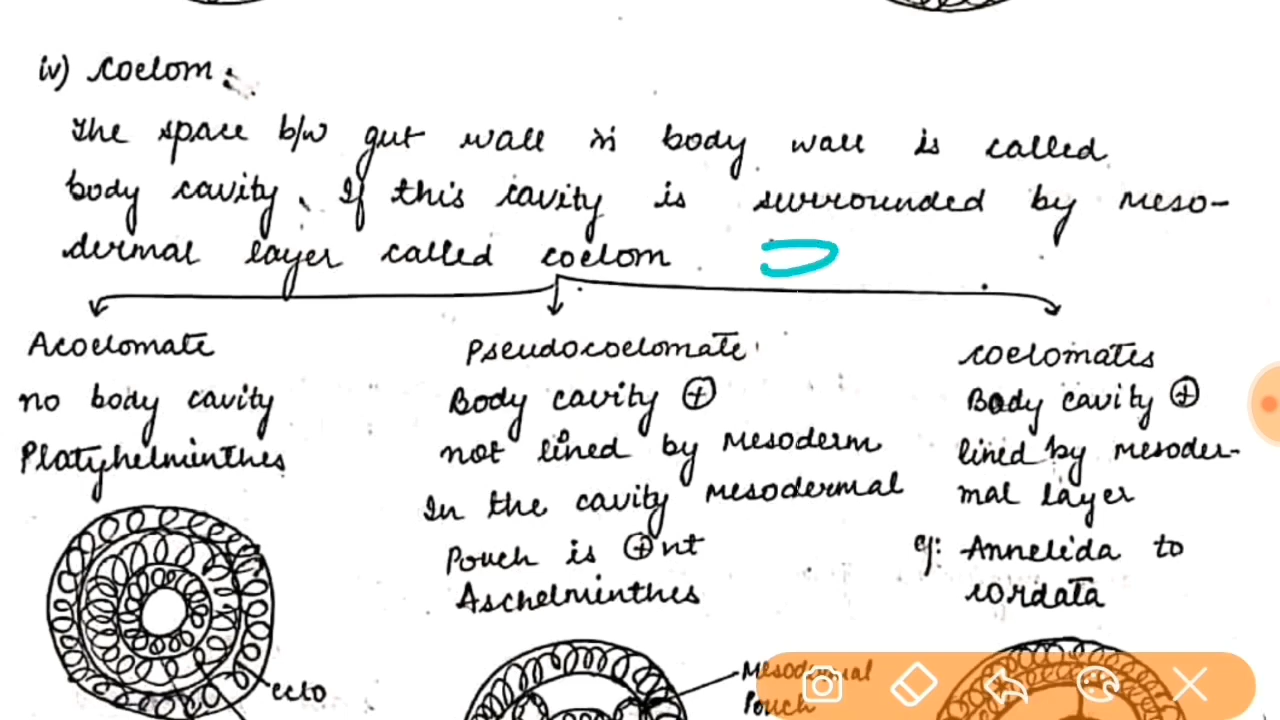 iv) Coelom:
The space b/w gut wall n body wall is called
body cavity. If this cavity is surrounded by meso-
dermal layer called coelom
Acoelomate
no body cavity
Platyhelminthes
Pseudocoelomate
Body cavity ⊕
not lined by Mesoderm
In the cavity mesodermal
Pouch is ⊕nt
Aschelminthes
coelomates
Body cavity ⊕
lined by mesoder-
mal layer
eg: Annelida to
cordata
ecto
Mesodermal
Pouch